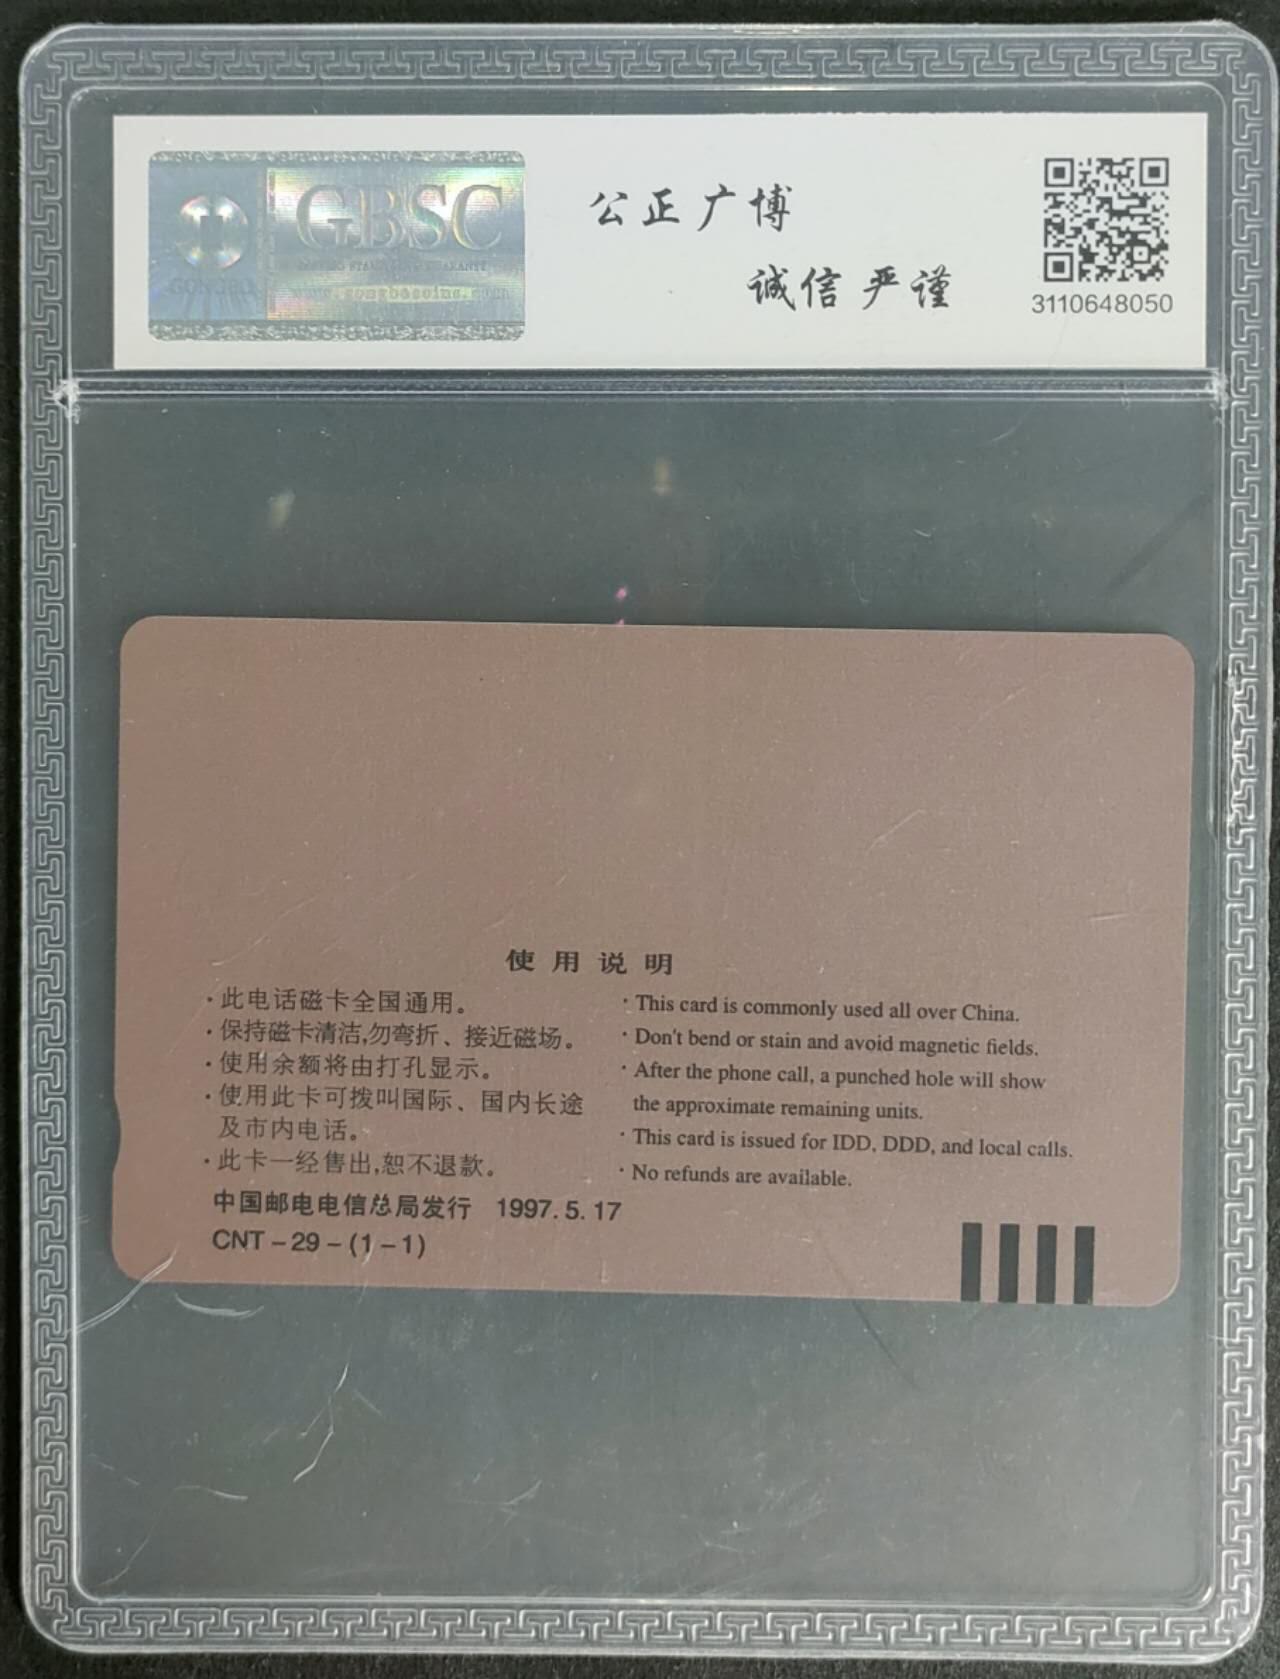 GBSC
公正广博
诚信严谨
3110648050
使用说明
·此电话磁卡全国通用。
·保持磁卡清洁,勿弯折、接近磁场。
·使用余额将由打孔显示。
·使用此卡可拨叫国际、国内长途
及市内电话。
·此卡一经售出,恕不退款。
·This card is commonly used all over China.
·Don't bend or stain and avoid magnetic fields.
·After the phone call, a punched hole will show
the approximate remaining units.
·This card is issued for IDD, DDD, and local calls.
·No refunds are available.
中国邮电电信总局发行 1997.5.17
CNT-29-(1-1)